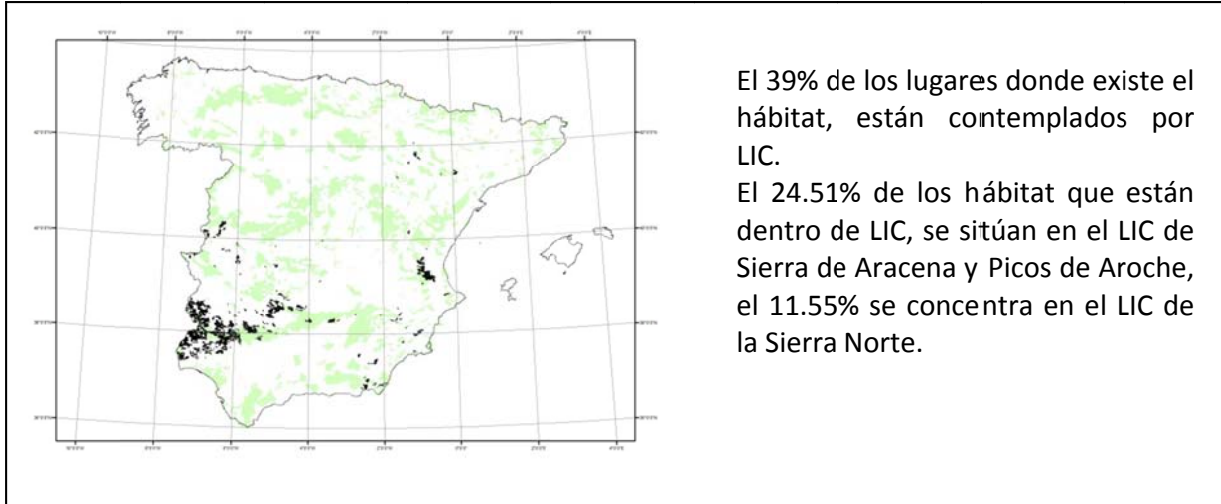 El 39% de los lugares donde existe el
hábitat, están contemplados por
LIC.
El 24.51% de los hábitat que están
dentro de LIC, se sitúan en el LIC de
Sierra de Aracena y Picos de Aroche,
el 11.55% se concentra en el LIC de
la Sierra Norte.